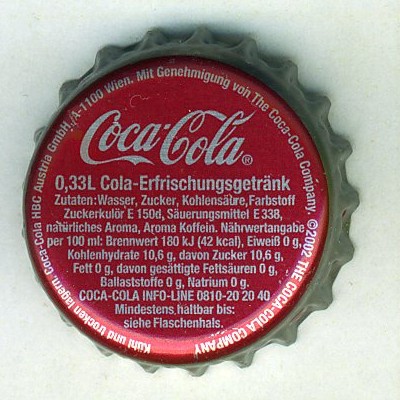 Coca-Cola HBC Austria GmbH, A-1100 Wien. Mit Genehmigung von The Coca-Cola Company. ©2002 THE COCA-COLA COMPANY
Coca-Cola®
0,33L Cola-Erfrischungsgetränk
Zutaten:Wasser, Zucker, Kohlensäure, Farbstoff
Zuckerkulör E 150d, Säuerungsmittel E 338,
natürliches Aroma, Aroma Koffein. Nährwertangabe
per 100 ml: Brennwert 180 kJ (42 kcal), Eiweiß 0 g,
Kohlenhydrate 10,6 g, davon Zucker 10,6 g,
Fett 0 g, davon gesättigte Fettsäuren 0 g,
Ballaststoffe 0 g, Natrium 0 g.
COCA-COLA INFO-LINE 0810-20 20 40
Mindestens haltbar bis:
siehe Flaschenhals.
Kühl und trocken lagern.